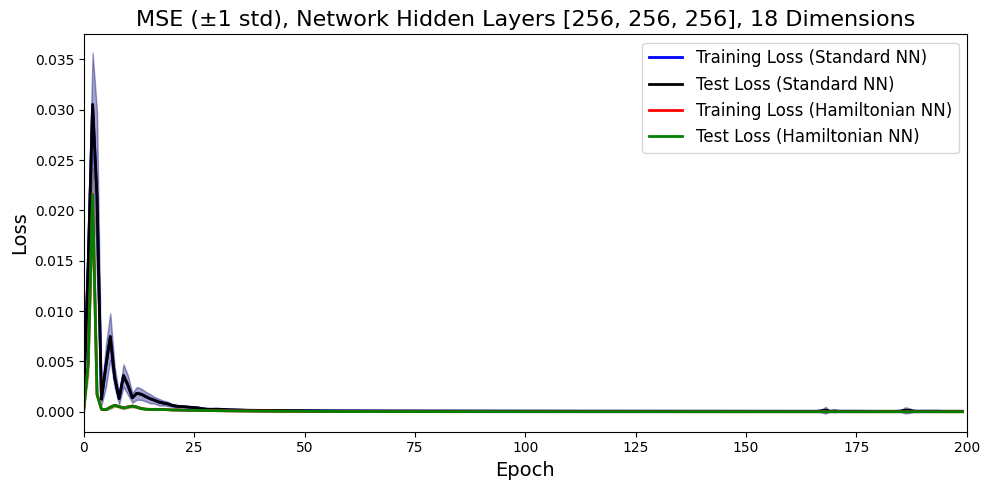 MSE (±1 std), Network Hidden Layers [256, 256, 256], 18 Dimensions
Training Loss (Standard NN)
Test Loss (Standard NN)
Training Loss (Hamiltonian NN)
Test Loss (Hamiltonian NN)
Loss
0.035
0.030
0.025
0.020
0.015
0.010
0.005
0.000
0 25 50 75 100 125 150 175 200
Epoch